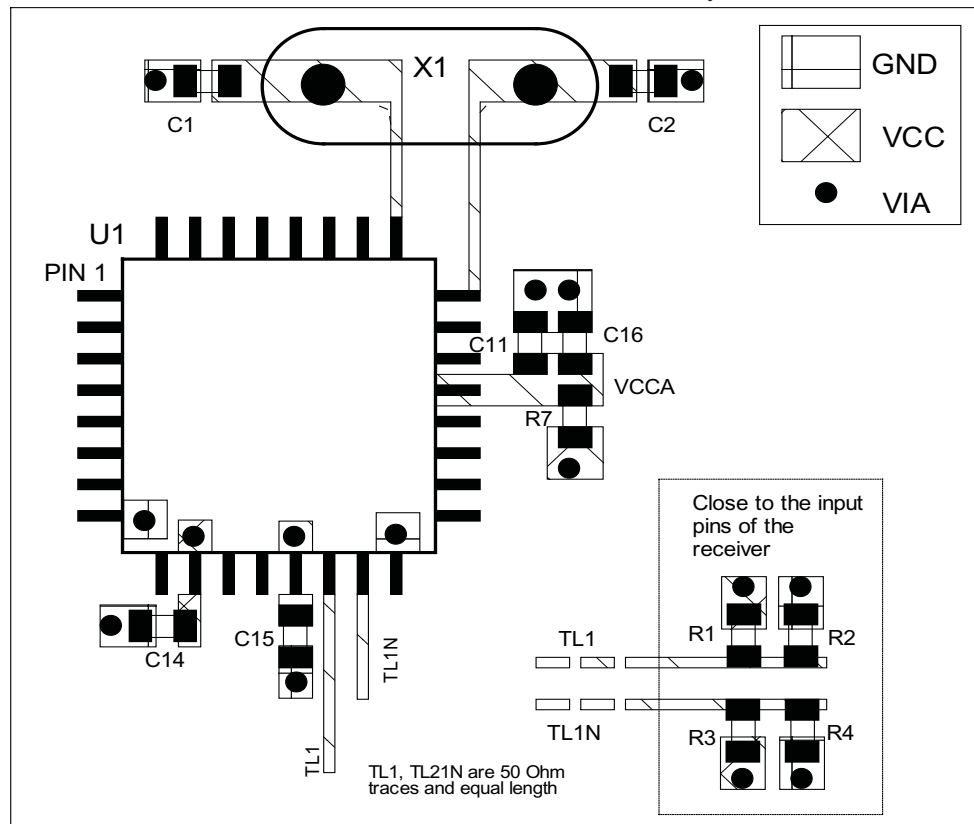 X1
C1
C2
GND
VCC
VIA
U1
PIN 1
C11
C16
VCCA
R7
Close to the input
pins of the
receiver
R1
R2
TL1
TL1N
R3
R4
C14
C15
TL1
TL1N
TL1, TL21N are 50 Ohm
traces and equal length